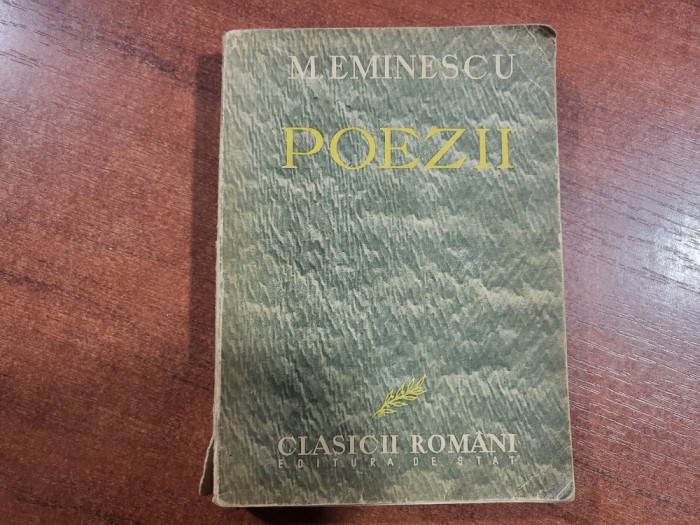 M. EMINESCU
POEZII
CLASICII ROMÂNI
EDITURA DE STAT